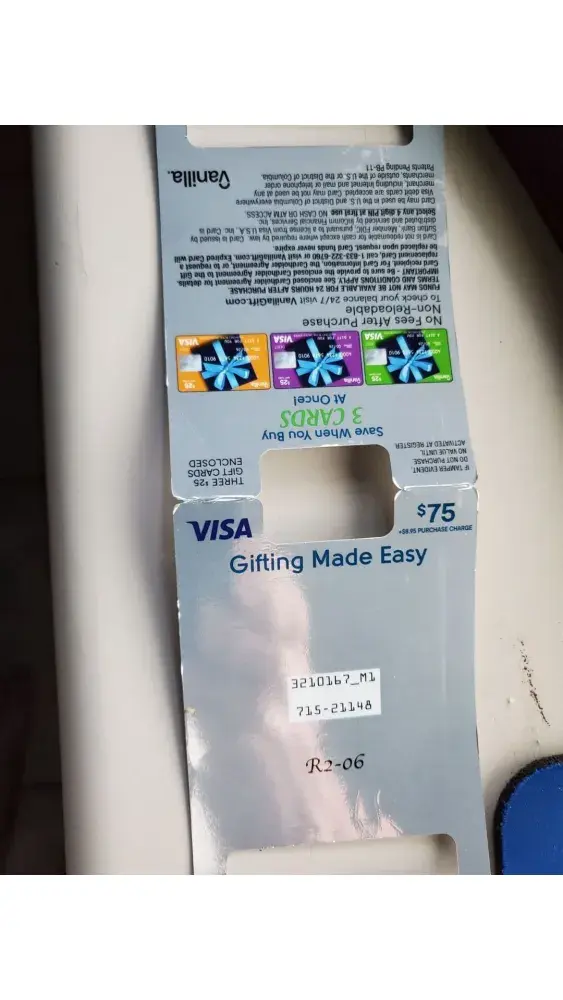 VISA
$75
+$8.95 PURCHASE CHARGE
Gifting Made Easy
3210167_M1
715-21148
R2-06
IF TAMPER EVIDENT,
DO NOT PURCHASE.
NO VALUE UNTIL
ACTIVATED AT REGISTER.
THREE $25
GIFT CARDS
ENCLOSED
Save When You Buy
3 CARDS
At Once!
Vanilla
$25
VISA
Vanilla
$25
VISA
Vanilla
$25
VISA
No Fees After Purchase
Non-Reloadable
To check your balance 24/7 visit VanillaGift.com
FUNDS MAY NOT BE AVAILABLE FOR 24 HOURS AFTER PURCHASE.
TERMS AND CONDITIONS APPLY. See enclosed Cardholder Agreement for details.
IMPORTANT - Be sure to provide the enclosed Cardholder Agreement to the Gift
Card recipient. For Card information, the Cardholder Agreement, or to request a
replacement Card, call 1-833-322-6760 or visit VanillaGift.com. Expired Card will
be replaced upon request. Card funds never expire.
Card is not redeemable for cash except where required by law. Card is issued by
Sutton Bank, Member FDIC, pursuant to a license from Visa U.S.A. Inc. Card is
distributed and serviced by InComm Financial Services, Inc.
Select any 4 digit PIN at first use. NO CASH OR ATM ACCESS.
Card may be used in the U.S. and District of Columbia everywhere
Visa debit cards are accepted. Card may not be used at any
merchant, including internet and mail or telephone order
merchants, outside of the U.S. or the District of Columbia.
Patents Pending PB-11
Vanilla.